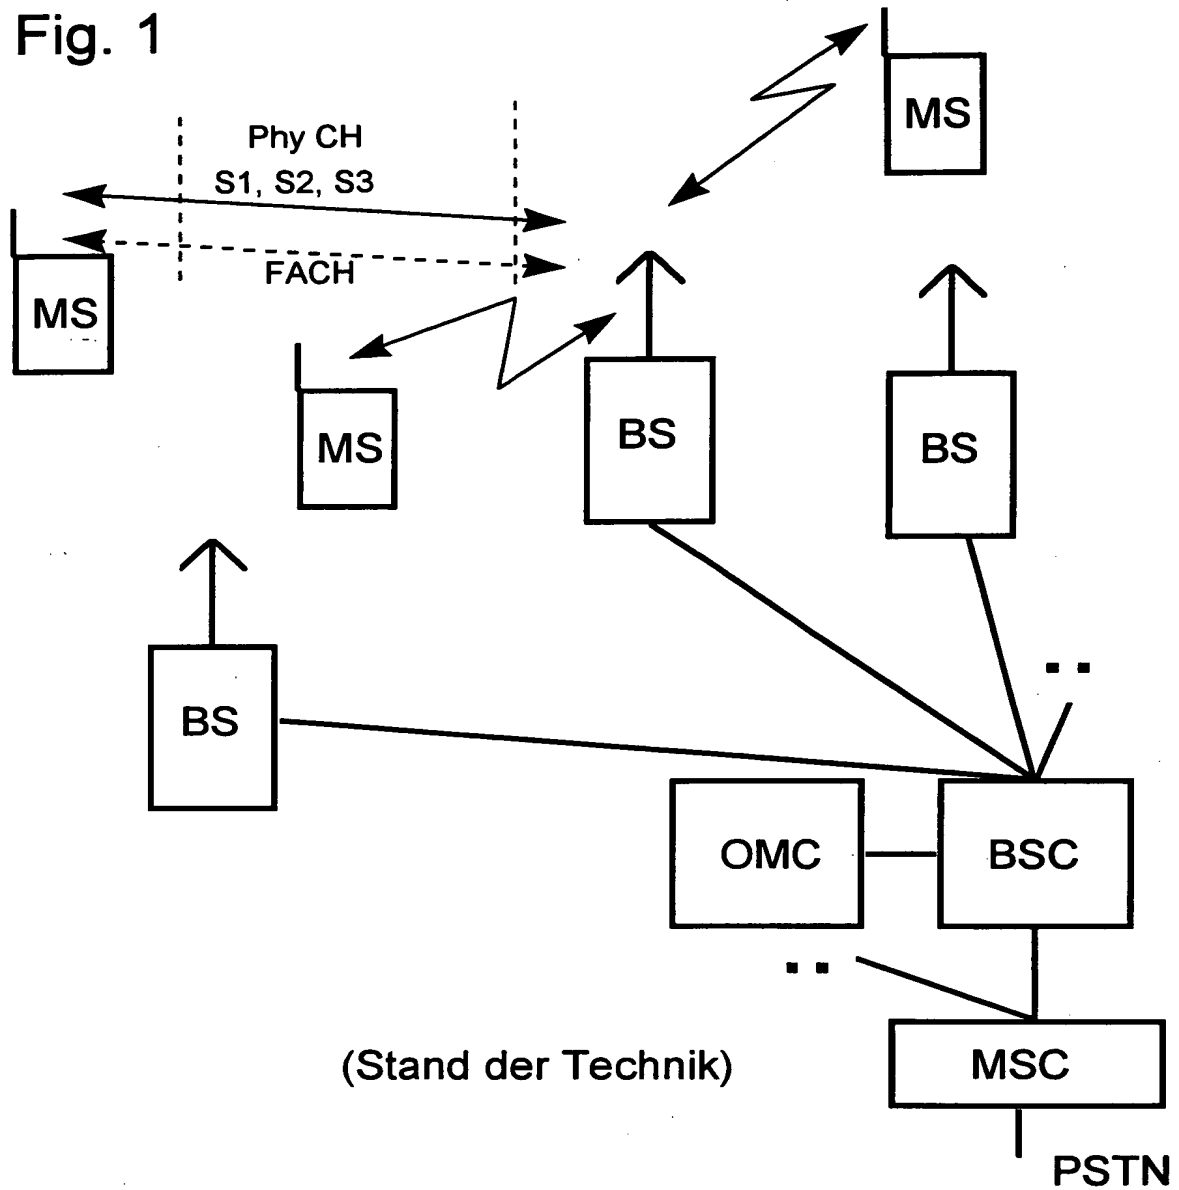 Fig. 1
MS
Phy CH
S1, S2, S3
FACH
MS
MS
BS
BS
BS
OMC
BSC
(Stand der Technik)
MSC
PSTN